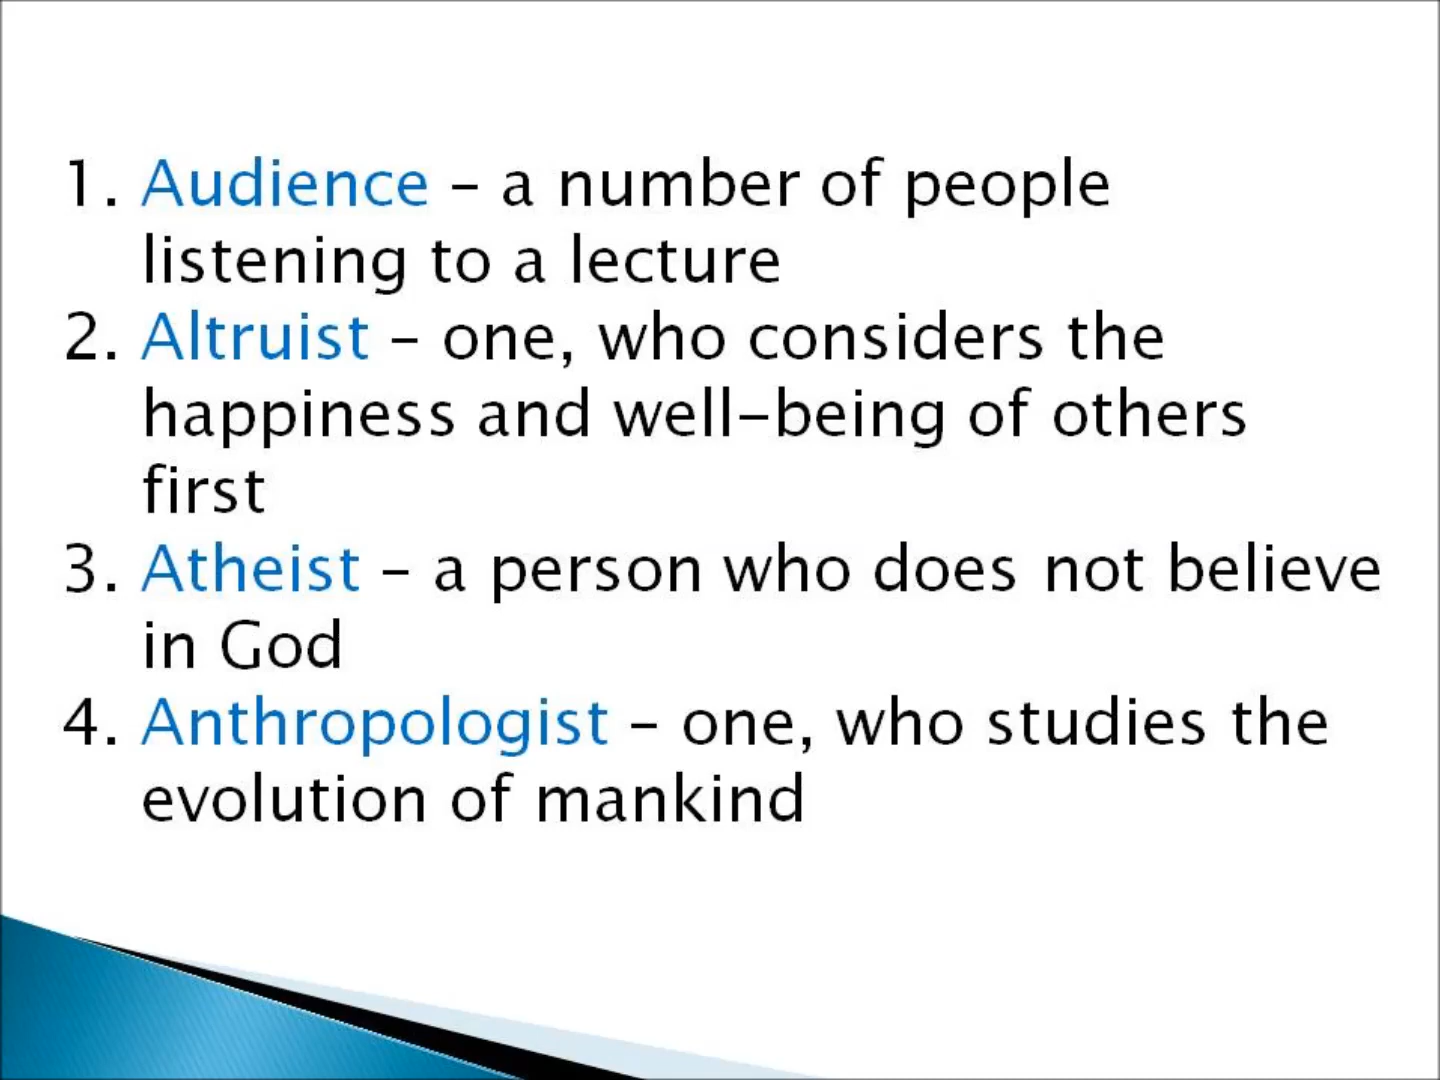 1. Audience – a number of people
listening to a lecture
2. Altruist – one, who considers the
happiness and well-being of others
first
3. Atheist – a person who does not believe
in God
4. Anthropologist – one, who studies the
evolution of mankind